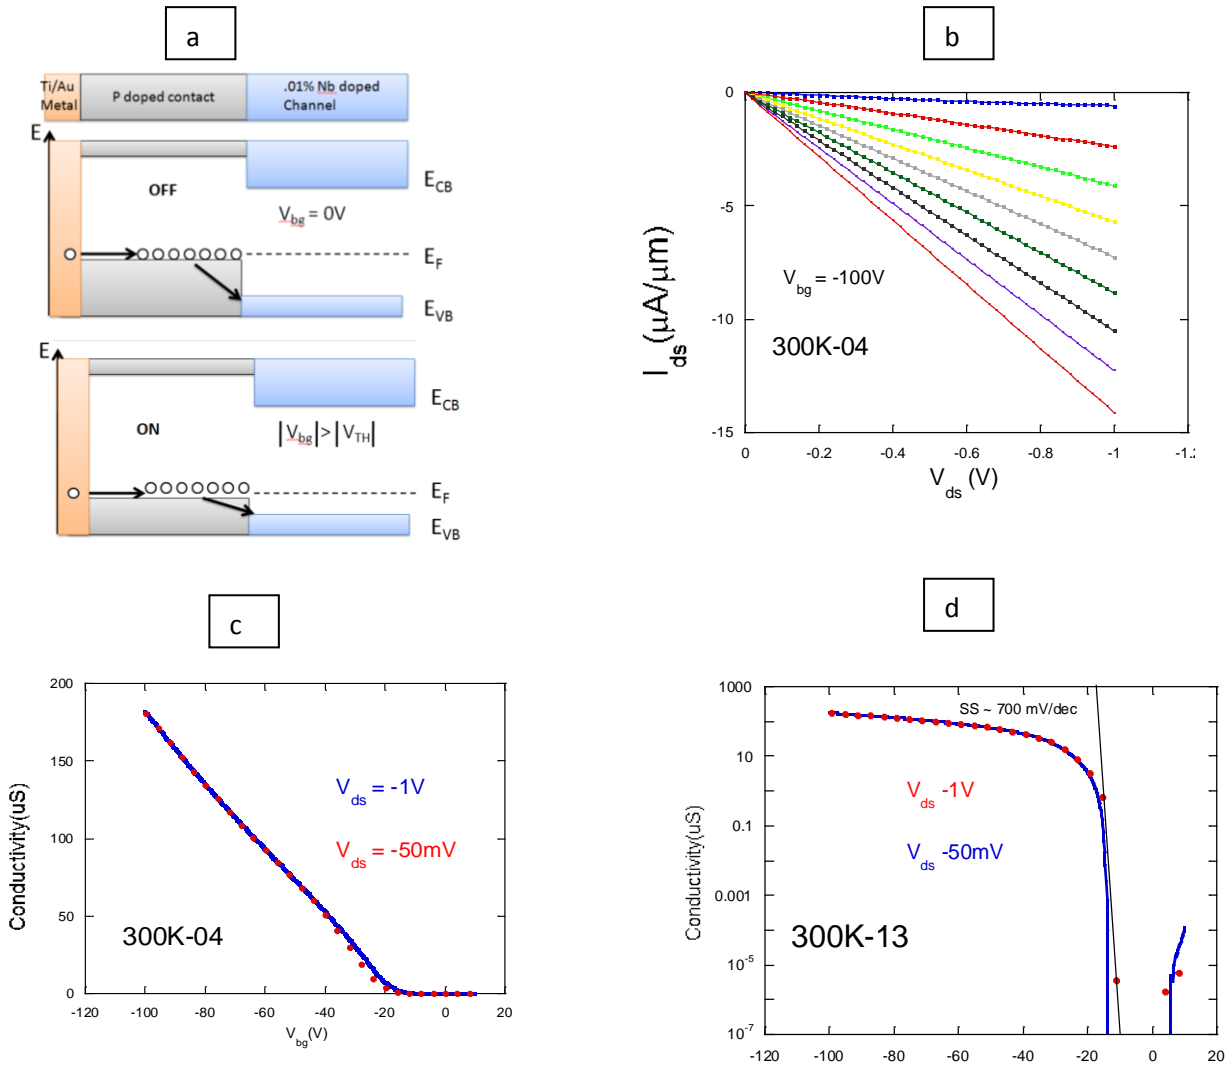 a
Ti/Au
Metal
P doped contact
.01% Nb doped
Channel
E
OFF
E_CB
V_bg = 0V
E_F
E_VB
E
ON
E_CB
|V_bg|>|V_TH|
E_F
E_VB
b
0
-5
-10
-15
I_ds (μA/μm)
V_bg = -100V
300K-04
0
-0.2
-0.4
-0.6
-0.8
-1
-1.2
V_ds (V)
c
200
150
100
50
0
Conductivity(uS)
V_ds = -1V
V_ds = -50mV
300K-04
-120
-100
-80
-60
-40
-20
0
20
V_bg(V)
d
1000
10
0.1
0.001
10^-5
10^-7
Conductivity(uS)
SS ~ 700 mV/dec
V_ds -1V
V_ds -50mV
300K-13
-120
-100
-80
-60
-40
-20
0
20